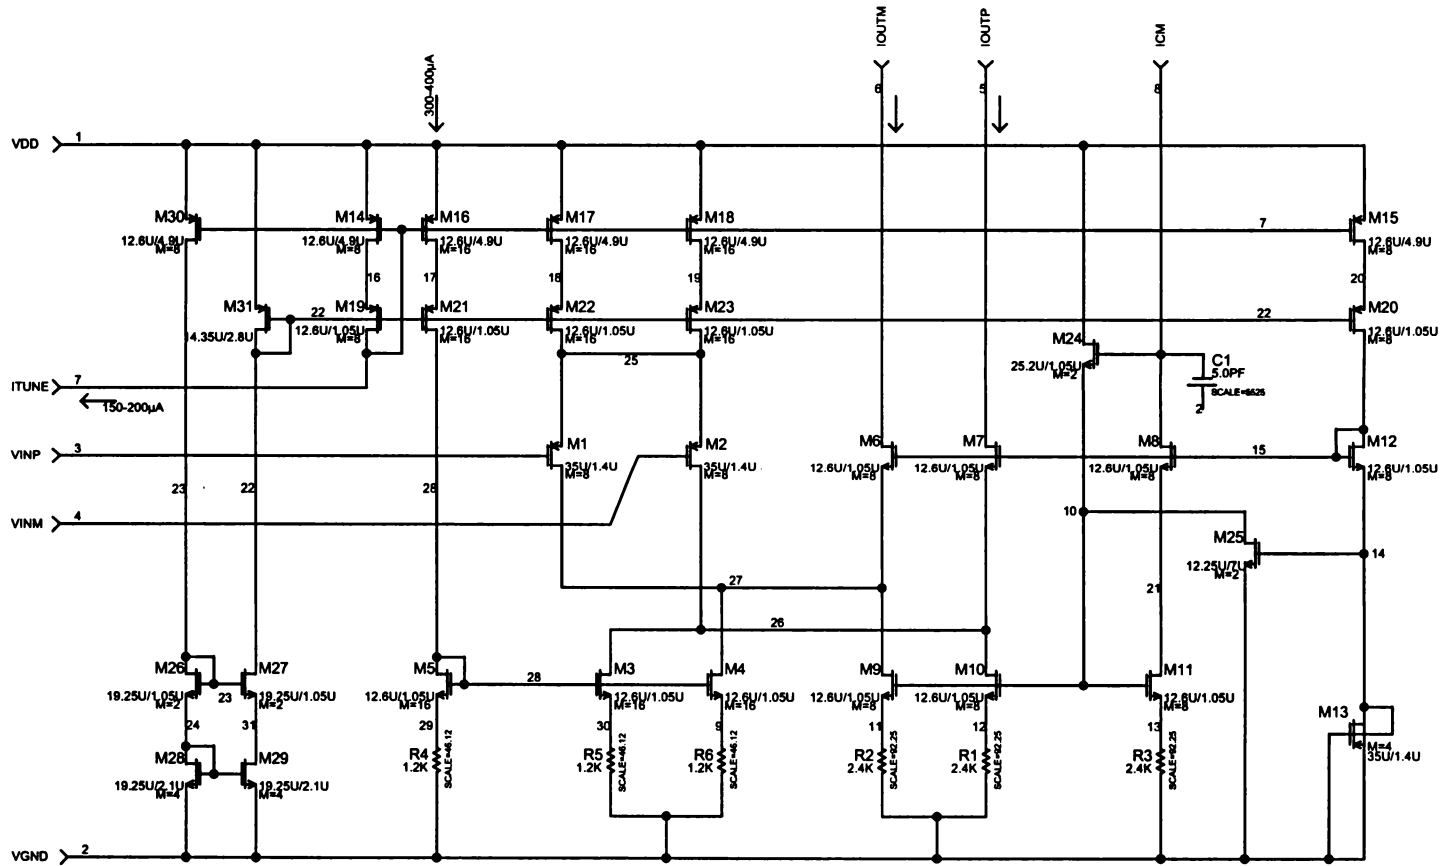 IOUTM
IOUTP
ICM
300-400µA
6
5
8
VDD
1
M30
12.6U/4.9U
M=8
M14
12.6U/4.9U
M=8
M16
12.6U/4.9U
M=16
M17
12.6U/4.9U
M=16
M18
12.6U/4.9U
M=16
7
M15
12.6U/4.9U
M=8
16
17
18
19
20
M31
14.35U/2.8U
22
M19
12.6U/1.05U
M=8
M21
12.6U/1.05U
M=16
M22
12.6U/1.05U
M=16
M23
12.6U/1.05U
M=16
22
M20
12.6U/1.05U
M=8
25
M24
25.2U/1.05U
M=2
C1
5.0PF
SCALE=5525
2
ITUNE
7
150-200µA
VINP
3
M1
35U/1.4U
M=8
M2
35U/1.4U
M=8
M6
12.6U/1.05U
M=8
M7
12.6U/1.05U
M=8
M8
12.6U/1.05U
M=8
15
M12
12.6U/1.05U
M=8
23
22
28
VINM
4
10
M25
12.25U/7U
M=2
14
27
21
26
M26
19.25U/1.05U
M=2
23
M27
19.25U/1.05U
M=2
M5
12.6U/1.05U
M=16
28
M3
12.6U/1.05U
M=16
M4
12.6U/1.05U
M=16
M9
12.6U/1.05U
M=8
M10
12.6U/1.05U
M=8
M11
12.6U/1.05U
M=8
24
31
29
30
9
11
12
13
M13
M=4
35U/1.4U
M28
19.25U/2.1U
M=4
M29
19.25U/2.1U
M=4
R4
1.2K
SCALE=46.12
R5
1.2K
SCALE=46.12
R6
1.2K
SCALE=46.12
R2
2.4K
SCALE=92.25
R1
2.4K
SCALE=92.25
R3
2.4K
SCALE=92.25
VGND
2